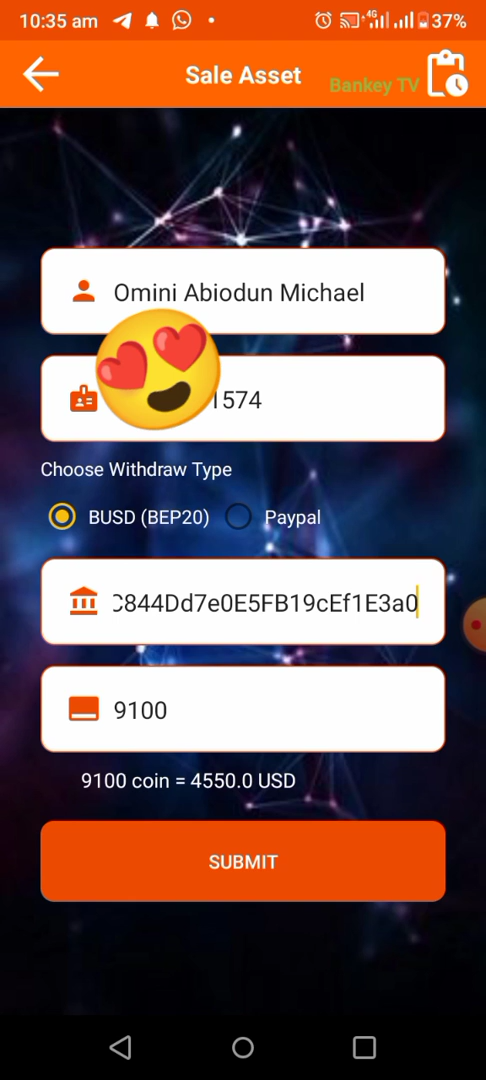 10:35 am
4G
37%
Sale Asset
Bankey TV
Omini Abiodun Michael
1574
Choose Withdraw Type
BUSD (BEP20)
Paypal
C844Dd7e0E5FB19cEf1E3a0
9100
9100 coin = 4550.0 USD
SUBMIT